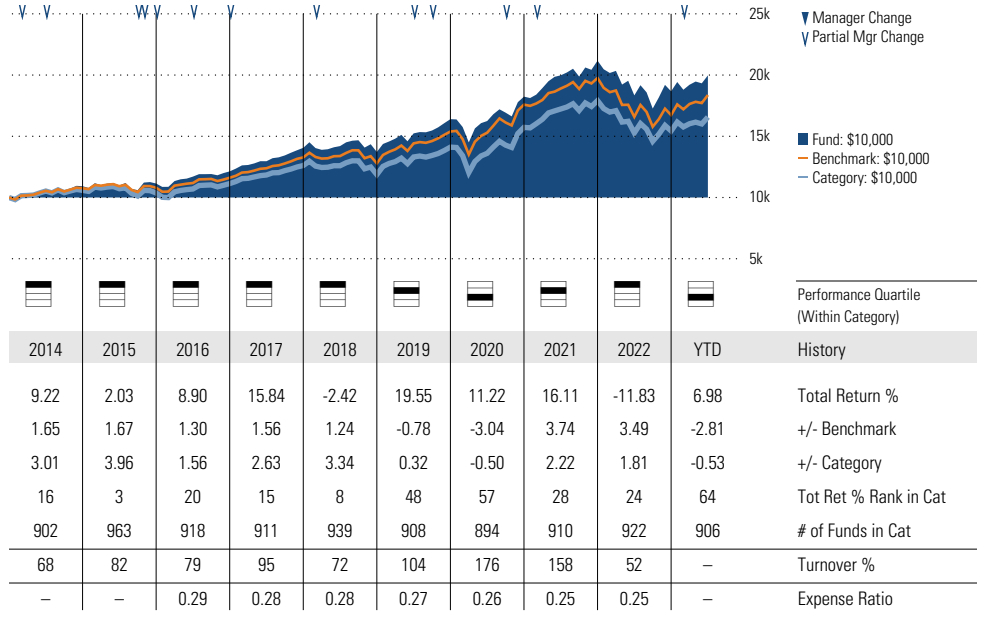 25k
Manager Change
Partial Mgr Change
20k
15k
Fund: $10,000
Benchmark: $10,000
Category: $10,000
10k
5k
Performance Quartile
(Within Category)
2014 2015 2016 2017 2018 2019 2020 2021 2022 YTD History
9.22 2.03 8.90 15.84 -2.42 19.55 11.22 16.11 -11.83 6.98 Total Return %
1.65 1.67 1.30 1.56 1.24 -0.78 -3.04 3.74 3.49 -2.81 +/- Benchmark
3.01 3.96 1.56 2.63 3.34 0.32 -0.50 2.22 1.81 -0.53 +/- Category
16 3 20 15 8 48 57 28 24 64 Tot Ret % Rank in Cat
902 963 918 911 939 908 894 910 922 906 # of Funds in Cat
68 82 79 95 72 104 176 158 52 – Turnover %
– – 0.29 0.28 0.28 0.27 0.26 0.25 0.25 – Expense Ratio